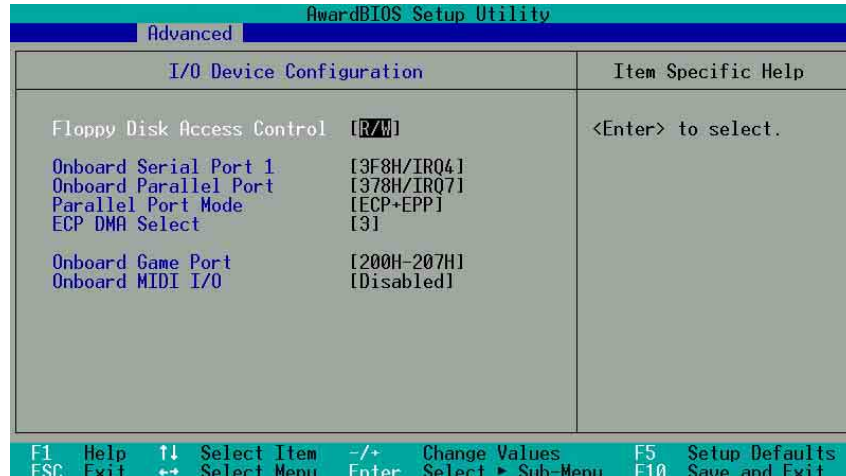 AwardBIOS Setup Utility
Advanced
I/O Device Configuration
Item Specific Help
Floppy Disk Access Control [R/W]
<Enter> to select.
Onboard Serial Port 1 [3F8H/IRQ4]
Onboard Parallel Port [378H/IRQ7]
Parallel Port Mode [ECP+EPP]
ECP DMA Select [3]
Onboard Game Port [200H-207H]
Onboard MIDI I/O [Disabled]
F1 Help ↑↓ Select Item -/+ Change Values F5 Setup Defaults
ESC Exit ←→ Select Menu Enter Select ► Sub-Menu F10 Save and Exit